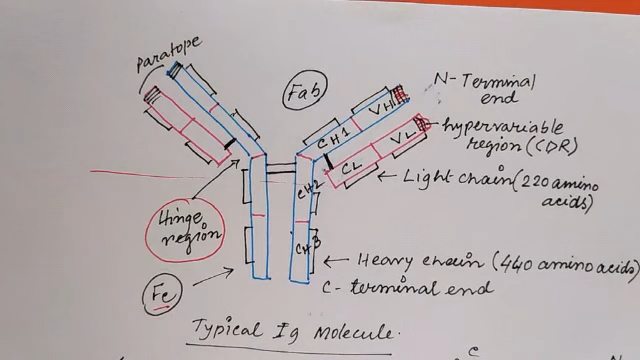 Paratope
Fab
N-Terminal
end
VH
CH1
hypervariable
region (CDR)
VL
CL
Light chain (220 amino
acids)
CH2
Hinge
region
CH3
Heavy chain (440 amino acids)
C-terminal end
Fc
Typical Ig Molecule.